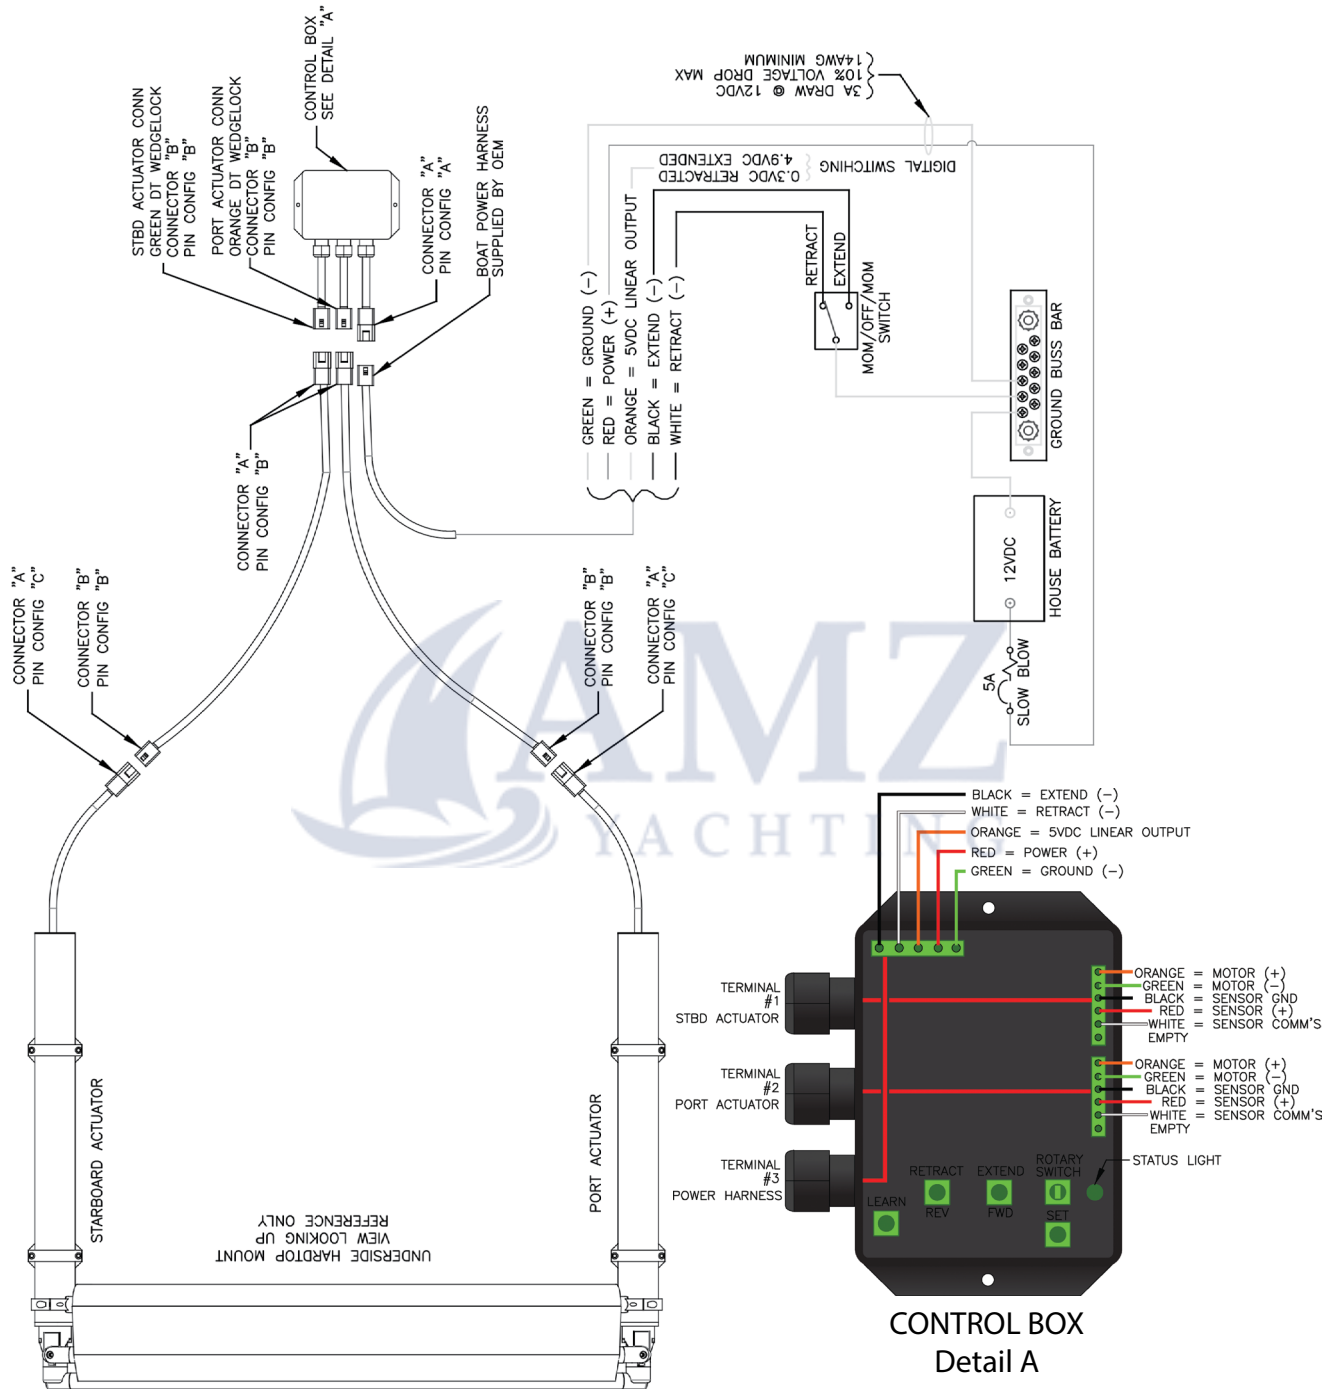 STBD ACTUATOR CONN
GREEN DT WEDGELOCK
CONNECTOR "B"
PIN CONFIG "B"
PORT ACTUATOR CONN
ORANGE DT WEDGELOCK
CONNECTOR "B"
PIN CONFIG "B"
CONTROL BOX
SEE DETAIL "A"
CONNECTOR "A"
PIN CONFIG "A"
BOAT POWER HARNESS
SUPPLIED BY OEM
3A DRAW @ 12VDC
10% VOLTAGE DROP MAX
14AWG MINIMUM
DIGITAL SWITCHING
0.3VDC RETRACTED
4.9VDC EXTENDED
GREEN = GROUND (-)
RED = POWER (+)
ORANGE = 5VDC LINEAR OUTPUT
BLACK = EXTEND (-)
WHITE = RETRACT (-)
RETRACT
EXTEND
MOM/OFF/MOM
SWITCH
GROUND BUSS BAR
12VDC
HOUSE BATTERY
5A
SLOW BLOW
CONNECTOR "A"
PIN CONFIG "B"
CONNECTOR "A"
PIN CONFIG "C"
CONNECTOR "B"
PIN CONFIG "B"
CONNECTOR "B"
PIN CONFIG "B"
CONNECTOR "A"
PIN CONFIG "C"
AMZ
YACHTING
STARBOARD ACTUATOR
PORT ACTUATOR
UNDERSIDE HARDTOP MOUNT
VIEW LOOKING UP
REFERENCE ONLY
BLACK = EXTEND (-)
WHITE = RETRACT (-)
ORANGE = 5VDC LINEAR OUTPUT
RED = POWER (+)
GREEN = GROUND (-)
TERMINAL
#1
STBD ACTUATOR
TERMINAL
#2
PORT ACTUATOR
TERMINAL
#3
POWER HARNESS
ORANGE = MOTOR (+)
GREEN = MOTOR (-)
BLACK = SENSOR GND
RED = SENSOR (+)
WHITE = SENSOR COMM'S
EMPTY
ORANGE = MOTOR (+)
GREEN = MOTOR (-)
BLACK = SENSOR GND
RED = SENSOR (+)
WHITE = SENSOR COMM'S
EMPTY
STATUS LIGHT
LEARN
RETRACT
REV
EXTEND
FWD
ROTARY
SWITCH
SET
CONTROL BOX
Detail A